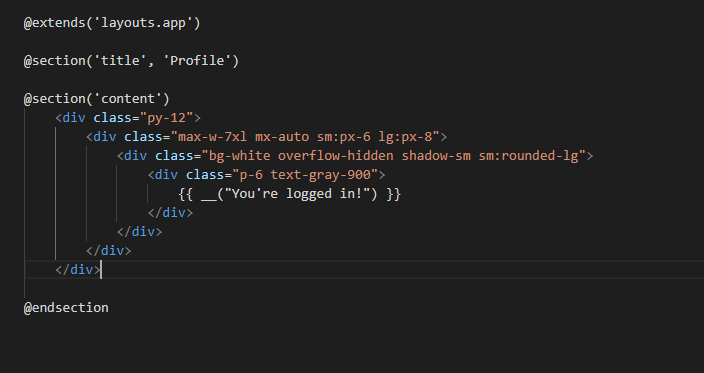 @extends('layouts.app')
@section('title', 'Profile')
@section('content')
<div class="py-12">
<div class="max-w-7xl mx-auto sm:px-6 lg:px-8">
<div class="bg-white overflow-hidden shadow-sm sm:rounded-lg">
<div class="p-6 text-gray-900">
{{ __("You're logged in!") }}
</div>
</div>
</div>
</div>
@endsection